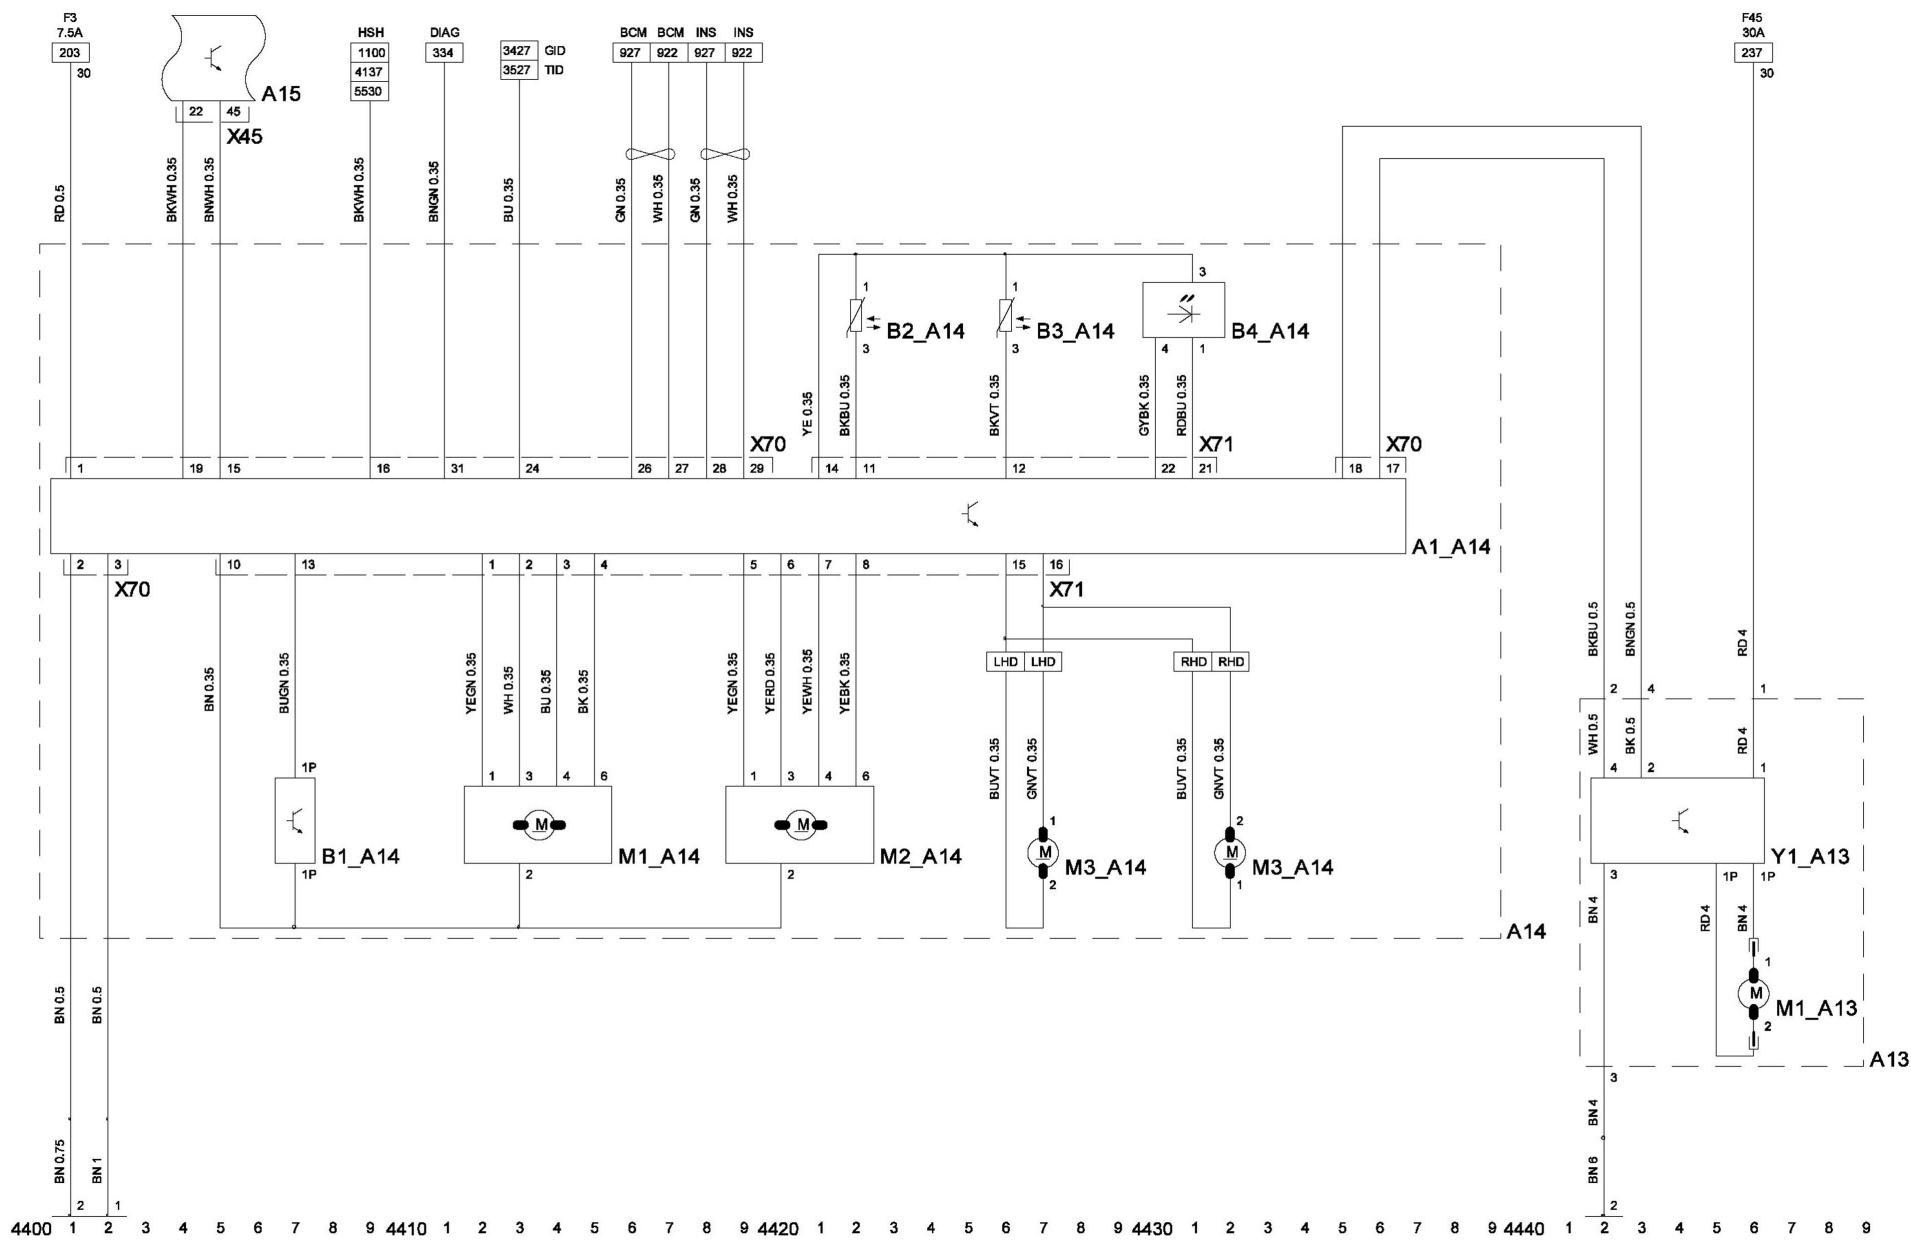 F3
7.5A
203
30
A15
22 45
X45
HSH
1100
4137
5530
DIAG
334
3427 GID
3527 TID
BCM BCM INS INS
927 922 927 922
F45
30A
237
30
RD 0.5
BKWH 0.35
BNWH 0.35
BKWH 0.35
BNGN 0.35
BU 0.35
GN 0.35
WH 0.35
GN 0.35
WH 0.35
1
3
B2_A14
1
3
B3_A14
3
B4_A14
4 1
YE 0.35
BKBU 0.35
BKVT 0.35
GYBK 0.35
RDBU 0.35
X70
X71
X70
1 19 15 16 31 24 26 27 28 29 14 11 12 22 21 18 17
A1_A14
2 3 10 13 1 2 3 4 5 6 7 8 15 16
X70
X71
LHD LHD RHD RHD
BN 0.35
BUGN 0.35
YEGN 0.35
WH 0.35
BU 0.35
BK 0.35
YEGN 0.35
YERD 0.35
YEWH 0.35
YEBK 0.35
BUVT 0.35
GNVT 0.35
BUVT 0.35
GNVT 0.35
BKBU 0.5
BNGN 0.5
RD 4
2 4 1
WH 0.5
BK 0.5
RD 4
4 2 1
1P
B1_A14
1P
1 3 4 6
M
M1_A14
2
1 3 4 6
M
M2_A14
2
1
M
M3_A14
2
2
M
M3_A14
1
Y1_A13
3 1P 1P
A14
BN 4
RD 4
BN 4
1
M
M1_A13
2
A13
3
BN 0.5
BN 0.5
BN 4
BN 0.75
BN 1
BN 6
2 1 2
4400 1 2 3 4 5 6 7 8 9 4410 1 2 3 4 5 6 7 8 9 4420 1 2 3 4 5 6 7 8 9 4430 1 2 3 4 5 6 7 8 9 4440 1 2 3 4 5 6 7 8 9